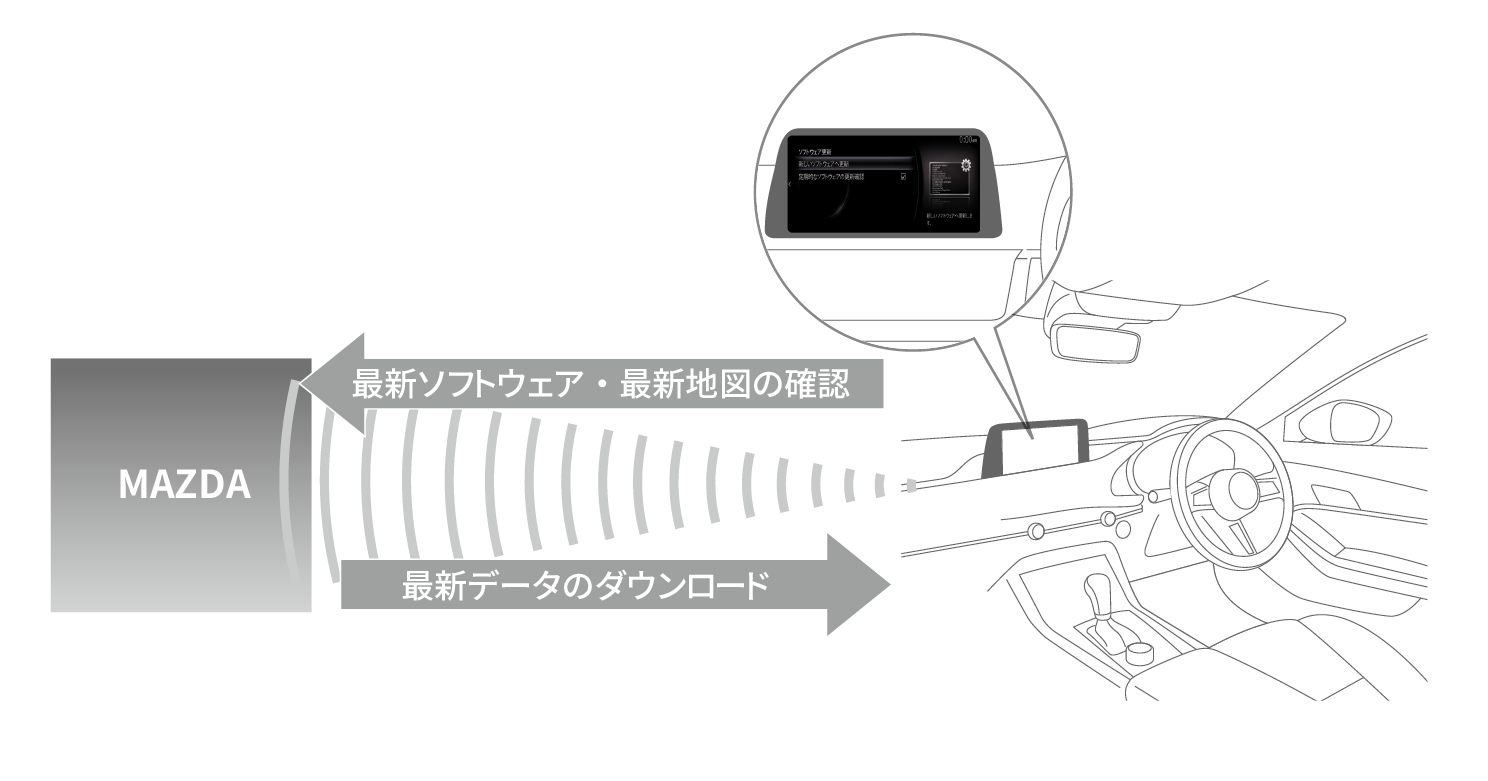 0:00am
ソフトウェア更新
新しいソフトウェアへ更新
定期的なソフトウェアの更新確認
新しいソフトウェアへ更新しま
す。
最新ソフトウェア・最新地図の確認
MAZDA
最新データのダウンロード